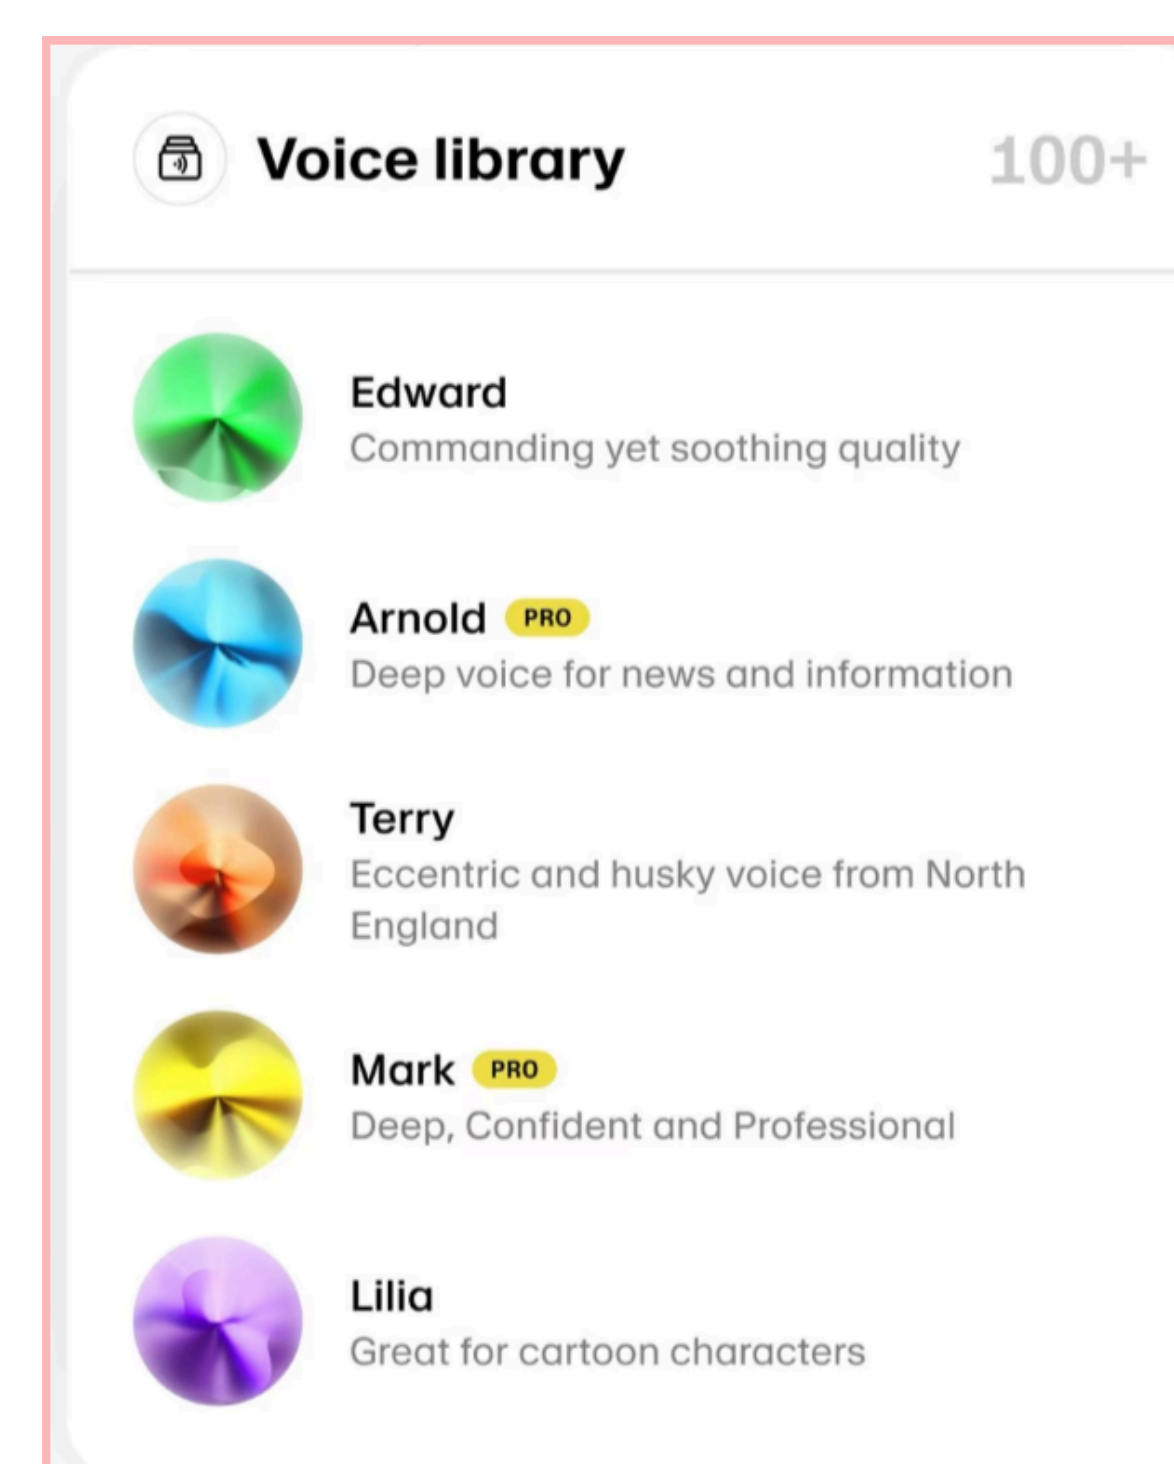 Voice library
100+
Edward
Commanding yet soothing quality
Arnold PRO
Deep voice for news and information
Terry
Eccentric and husky voice from North
England
Mark PRO
Deep, Confident and Professional
Lilia
Great for cartoon characters